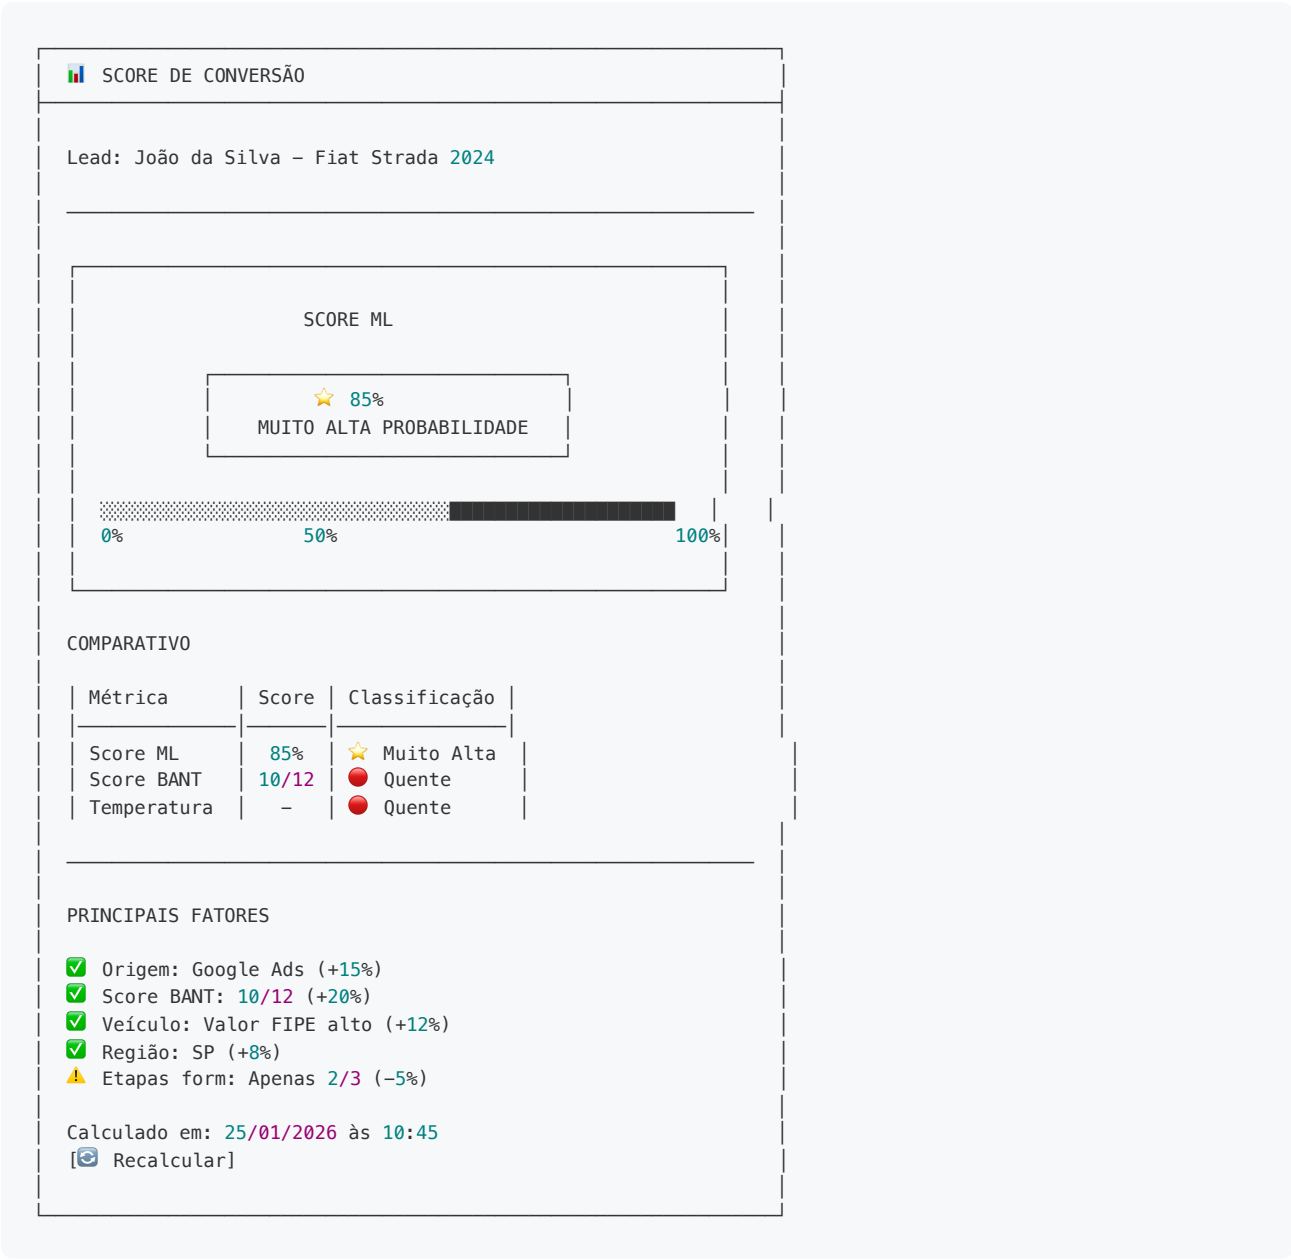 📊 SCORE DE CONVERSÃO
Lead: João da Silva - Fiat Strada 2024
SCORE ML
⭐ 85%
MUITO ALTA PROBABILIDADE
0% 50% 100%
COMPARATIVO
Métrica | Score | Classificação
Score ML | 85% | ⭐ Muito Alta
Score BANT | 10/12 | 🔴 Quente
Temperatura | - | 🔴 Quente
PRINCIPAIS FATORES
✅ Origem: Google Ads (+15%)
✅ Score BANT: 10/12 (+20%)
✅ Veículo: Valor FIPE alto (+12%)
✅ Região: SP (+8%)
⚠️ Etapas form: Apenas 2/3 (-5%)
Calculado em: 25/01/2026 às 10:45
[🔄 Recalcular]